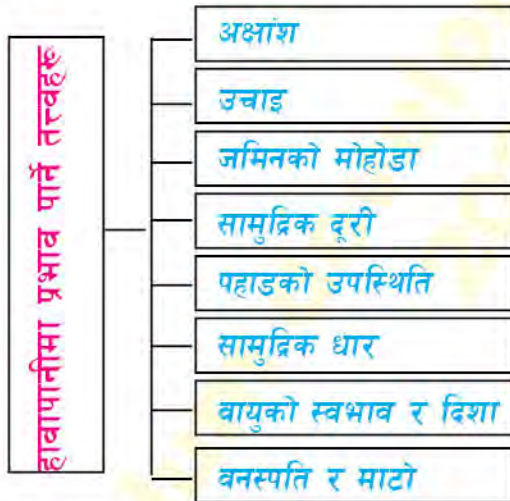 हावापानीमा प्रभाव पार्ने तत्त्वहरू
अक्षांश
उचाइ
जमिनको मोहोडा
सामुद्रिक दूरी
पहाडको उपस्थिति
सामुद्रिक धार
वायुको स्वभाव र दिशा
वनस्पति र माटो